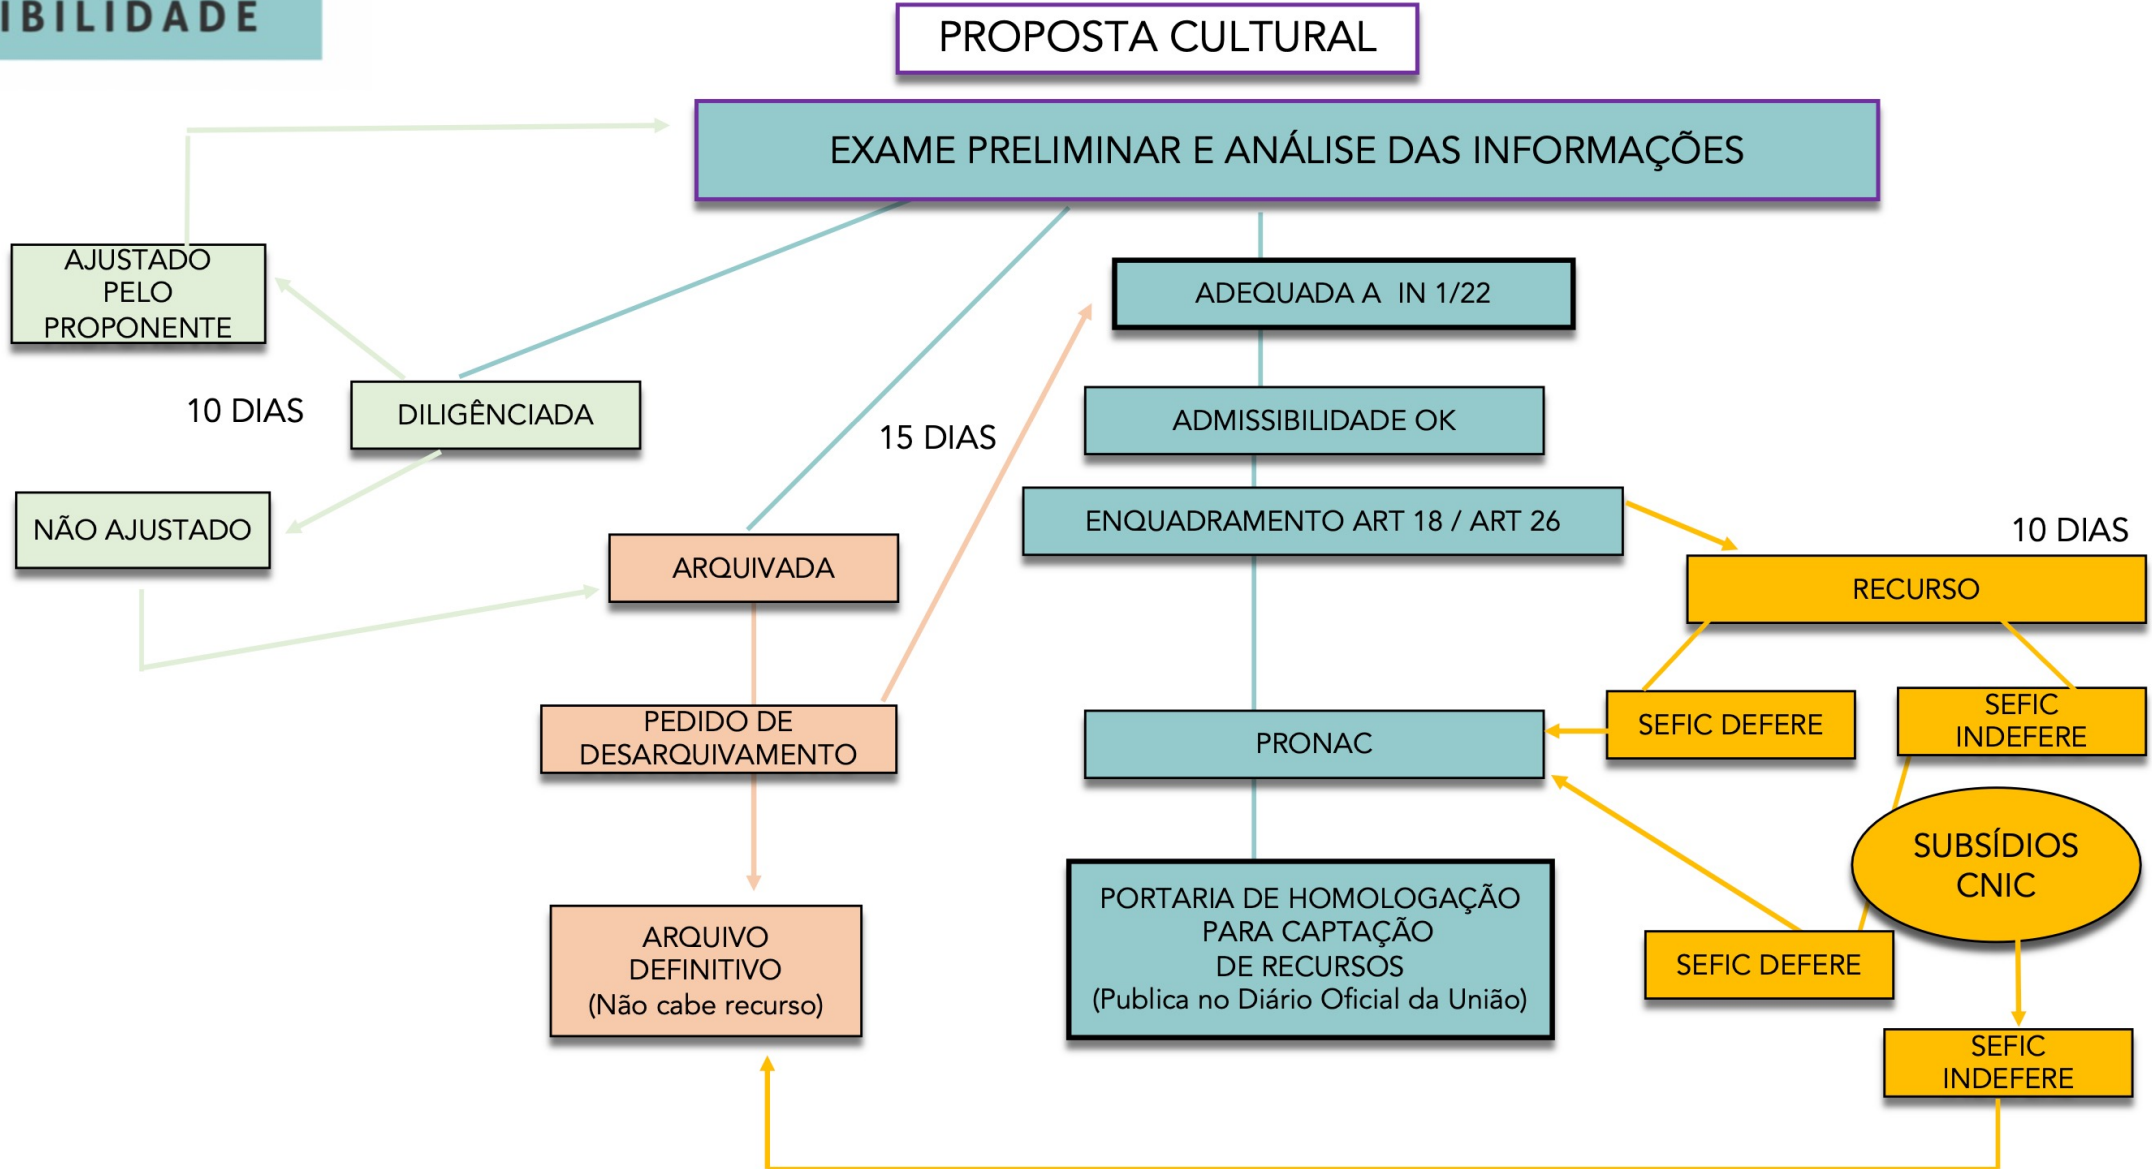 IBILIDADE
PROPOSTA CULTURAL
EXAME PRELIMINAR E ANÁLISE DAS INFORMAÇÕES
AJUSTADO
PELO
PROPONENTE
ADEQUADA A  IN 1/22
10 DIAS
DILIGÊNCIADA
15 DIAS
ADMISSIBILIDADE OK
NÃO AJUSTADO
ENQUADRAMENTO ART 18 / ART 26
10 DIAS
ARQUIVADA
RECURSO
PEDIDO DE
DESARQUIVAMENTO
PRONAC
SEFIC DEFERE
SEFIC
INDEFERE
SUBSÍDIOS
CNIC
ARQUIVO
DEFINITIVO
(Não cabe recurso)
PORTARIA DE HOMOLOGAÇÃO
PARA CAPTAÇÃO
DE RECURSOS
(Publica no Diário Oficial da União)
SEFIC DEFERE
SEFIC
INDEFERE